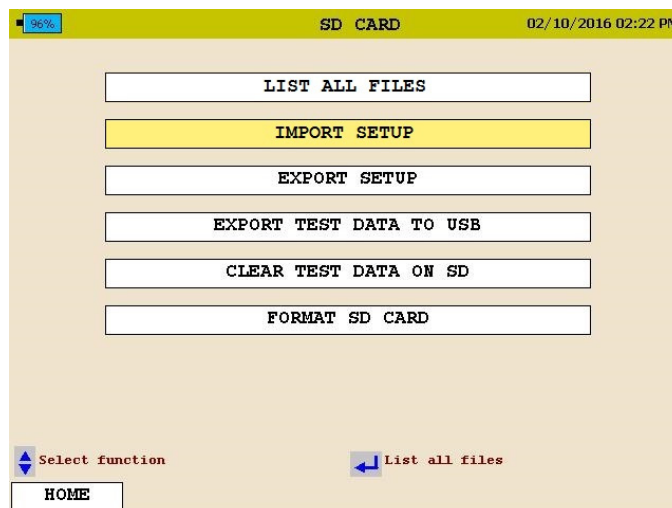 96% SD CARD 02/10/2016 02:22 PM
LIST ALL FILES
IMPORT SETUP
EXPORT SETUP
EXPORT TEST DATA TO USB
CLEAR TEST DATA ON SD
FORMAT SD CARD
Select function List all files
HOME